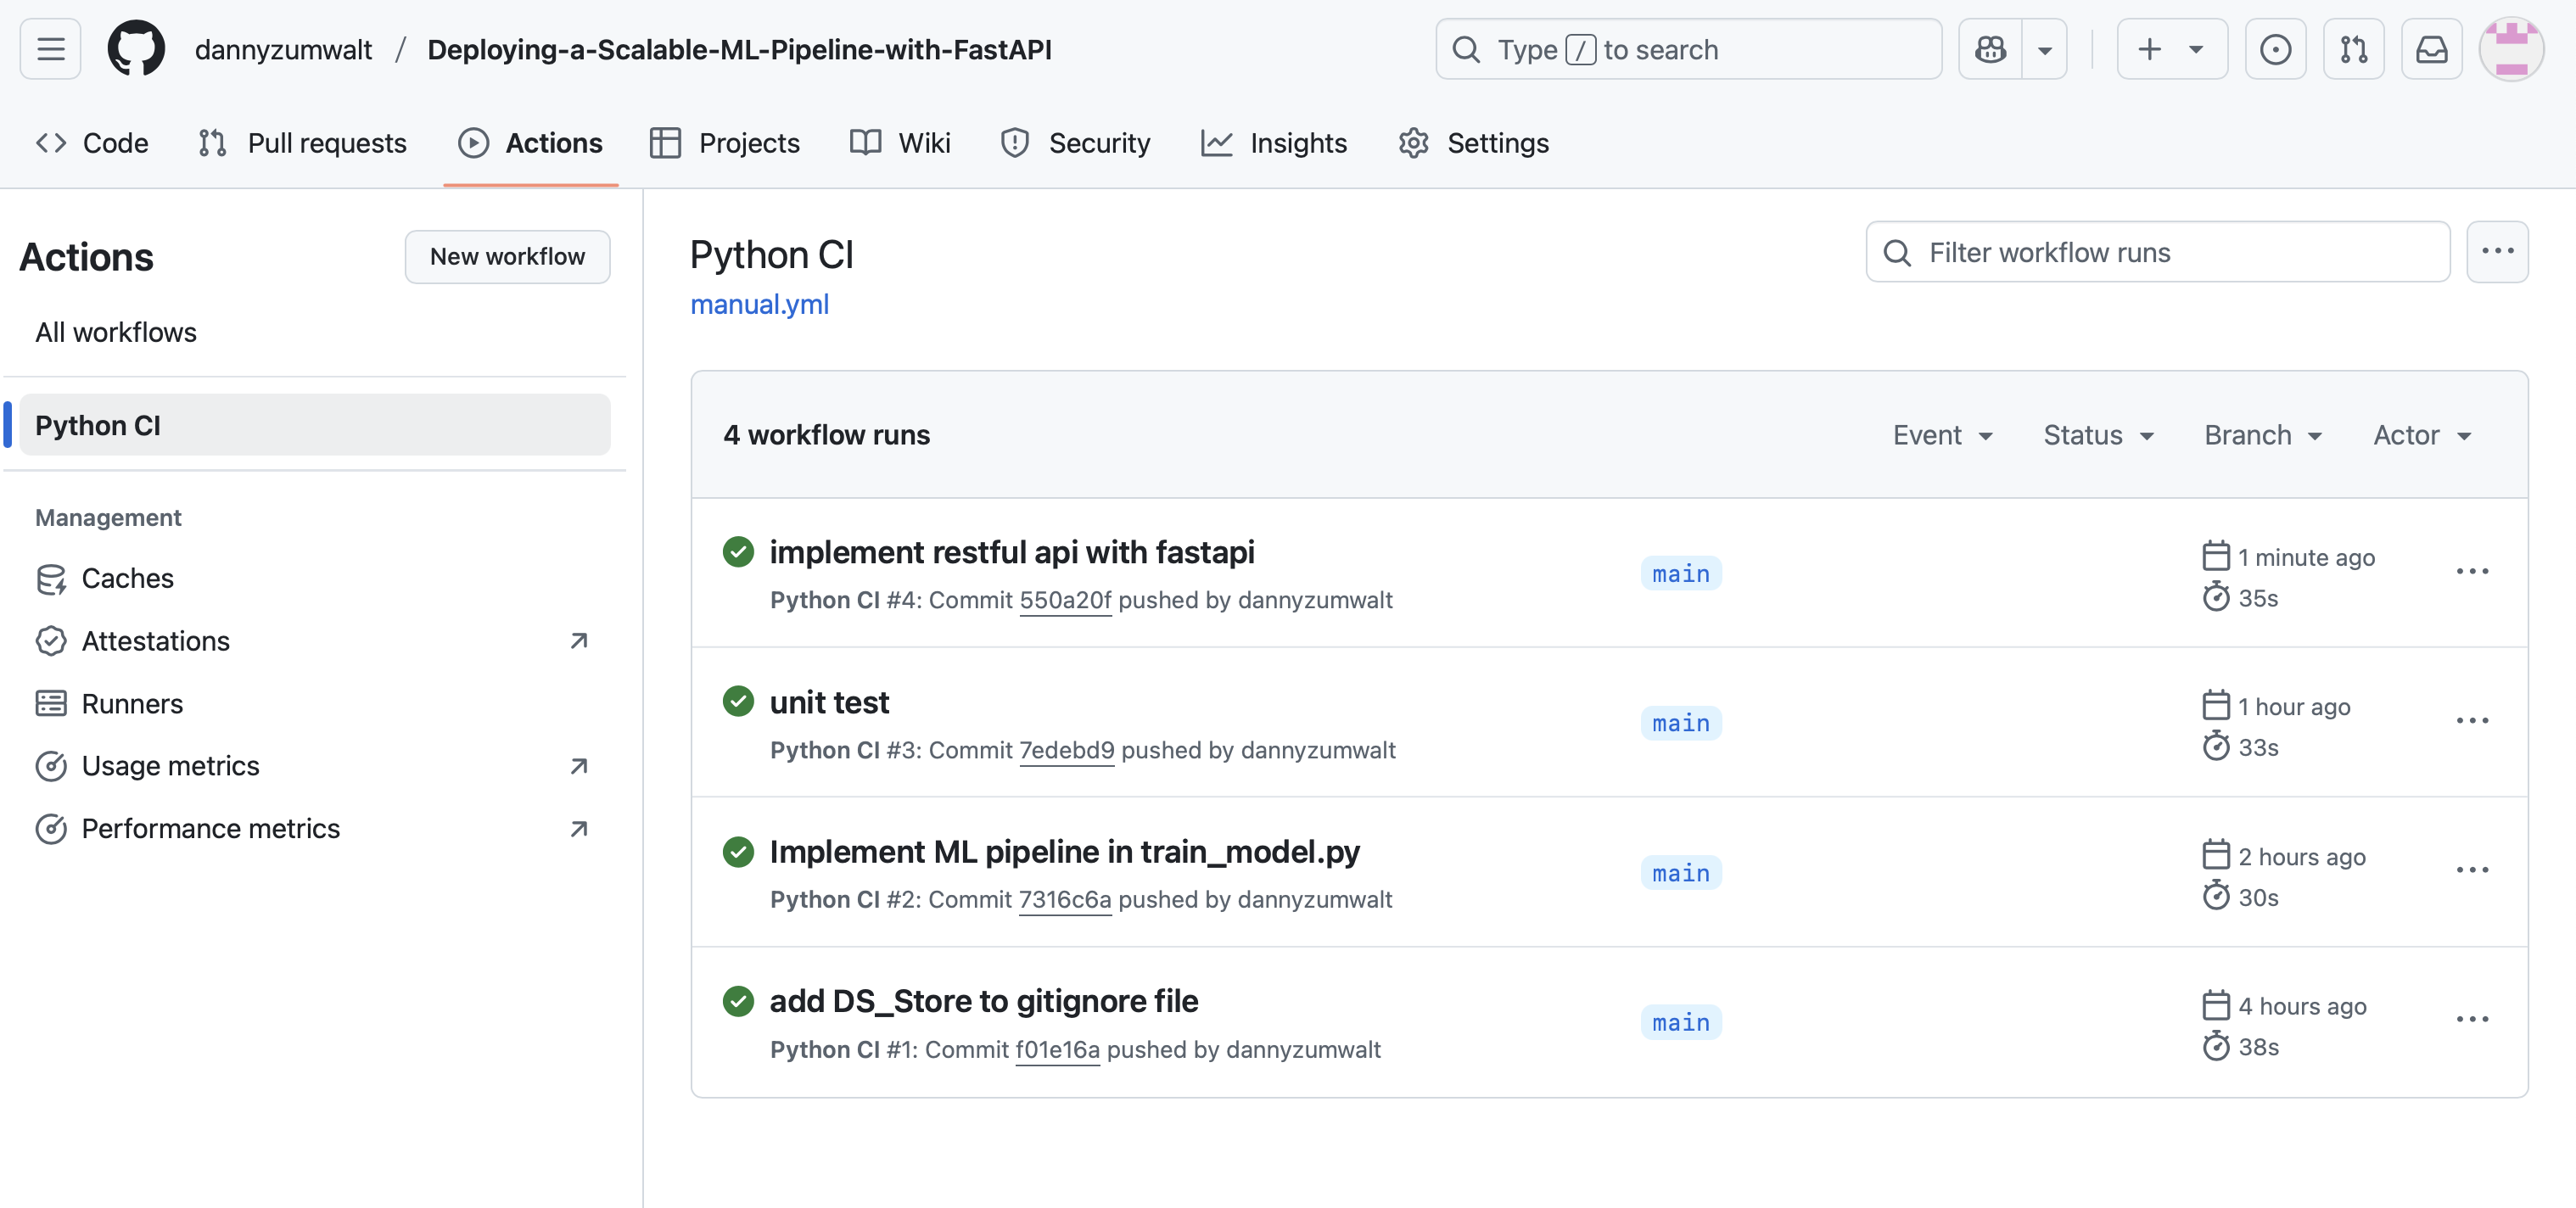 dannyzumwalt / Deploying-a-Scalable-ML-Pipeline-with-FastAPI
Type / to search
Code
Pull requests
Actions
Projects
Wiki
Security
Insights
Settings
Actions
New workflow
All workflows
Python CI
Management
Caches
Attestations
Runners
Usage metrics
Performance metrics
Python CI
manual.yml
Filter workflow runs
4 workflow runs
Event
Status
Branch
Actor
implement restful api with fastapi
Python CI #4: Commit 550a20f pushed by dannyzumwalt
main
1 minute ago
35s
unit test
Python CI #3: Commit 7edebd9 pushed by dannyzumwalt
main
1 hour ago
33s
Implement ML pipeline in train_model.py
Python CI #2: Commit 7316c6a pushed by dannyzumwalt
main
2 hours ago
30s
add DS_Store to gitignore file
Python CI #1: Commit f01e16a pushed by dannyzumwalt
main
4 hours ago
38s